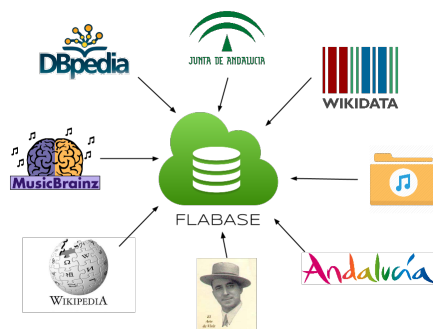 DBpedia
JUNTA DE ANDALUCIA
WIKIDATA
MusicBrainz
FLABASE
WIKIPEDIA
Andalucía